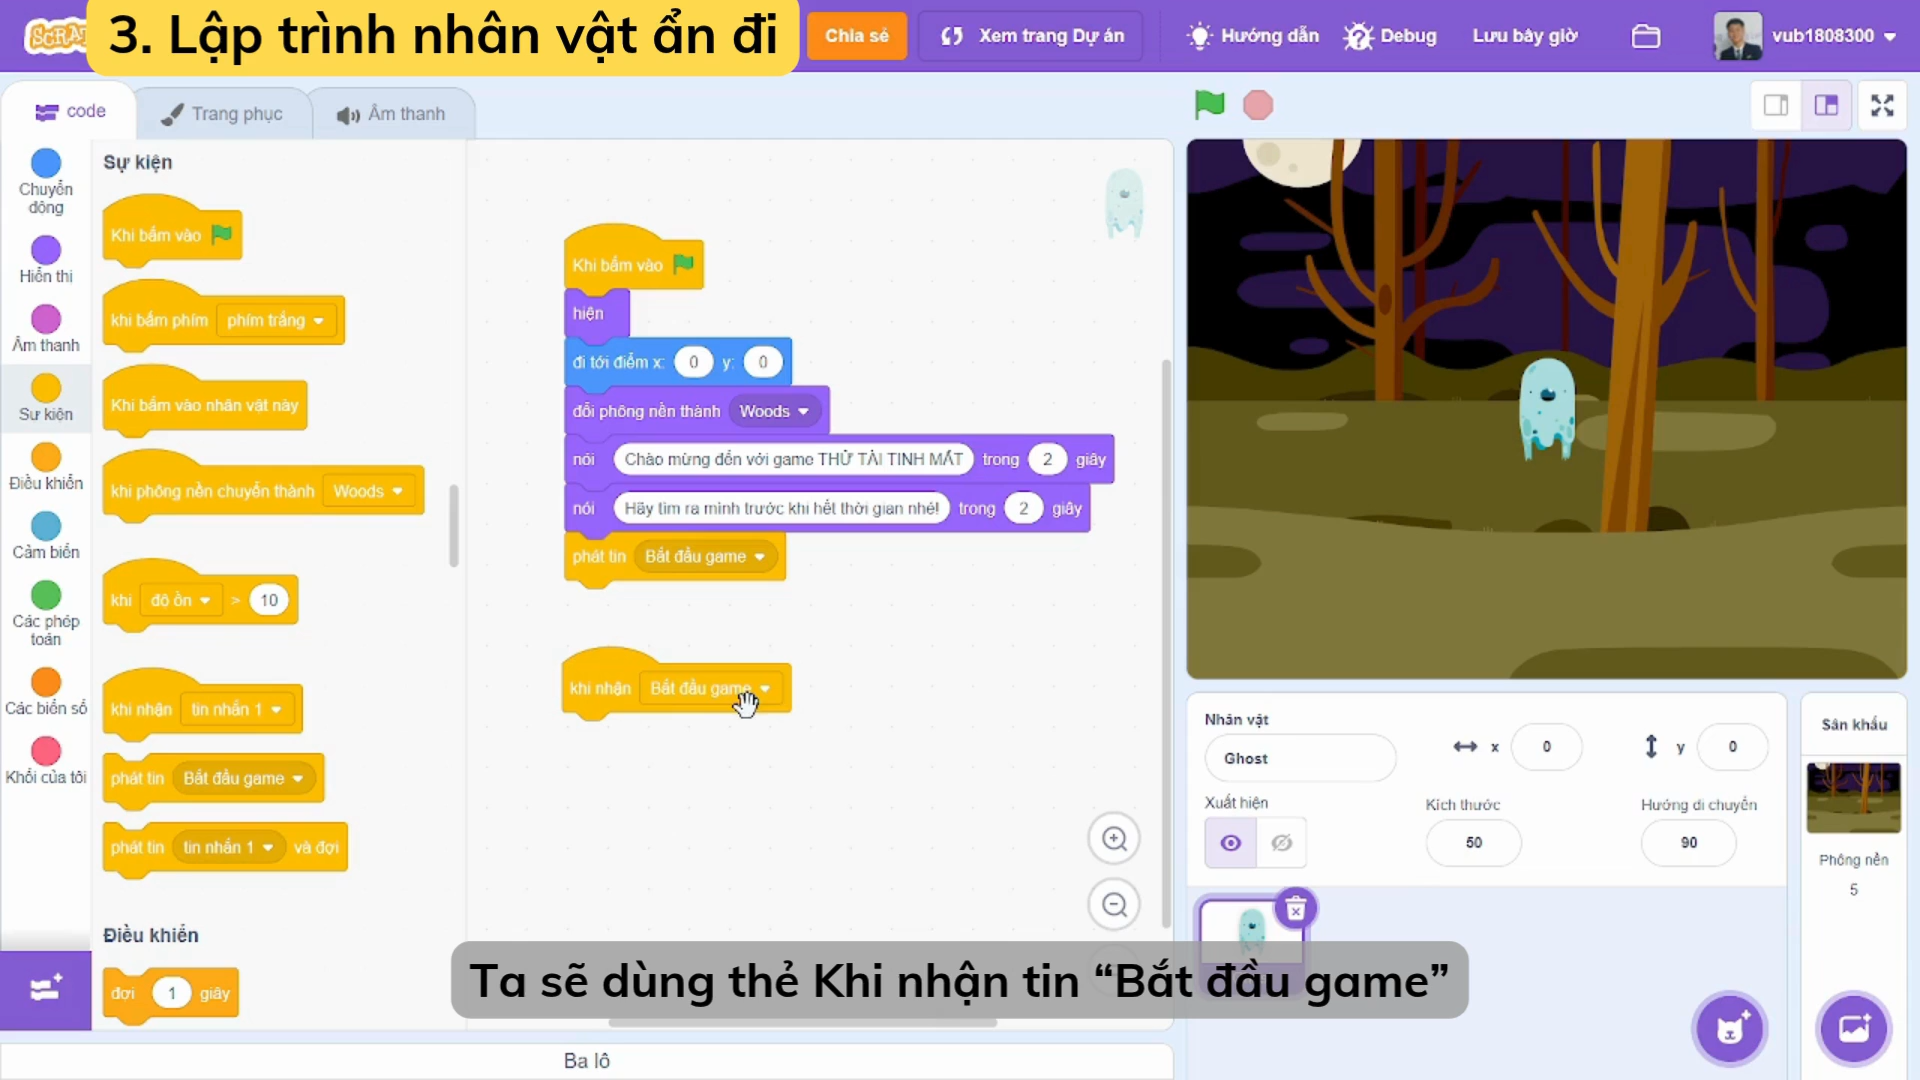 SCRAT
3. Lập trình nhân vật ẩn đi
Chia sẻ
Xem trang Dự án
Hướng dẫn
Debug
Lưu bây giờ
vub1808300
code
Trang phục
Âm thanh
Chuyển động
Hiển thị
Âm thanh
Sự kiện
Điều khiển
Cảm biến
Các phép toán
Các biến số
Khối của tôi
Sự kiện
Khi bấm vào
khi bấm phím phím trắng
Khi bấm vào nhân vật này
khi phông nền chuyển thành Woods
khi độ ồn > 10
khi nhận tin nhắn 1
phát tin Bắt đầu game
phát tin tin nhắn 1 và đợi
Điều khiển
đợi 1 giây
Khi bấm vào
hiện
đi tới điểm x: 0 y: 0
đổi phông nền thành Woods
nói Chào mừng đến với game THỬ TÀI TINH MẮT trong 2 giây
nói Hãy tìm ra mình trước khi hết thời gian nhé! trong 2 giây
phát tin Bắt đầu game
khi nhận Bắt đầu game
Nhân vật
Ghost
x 0
y 0
Xuất hiện
Kích thước
50
Hướng di chuyển
90
Sân khấu
Phông nền
5
Ta sẽ dùng thẻ Khi nhận tin “Bắt đầu game”
Ba lô